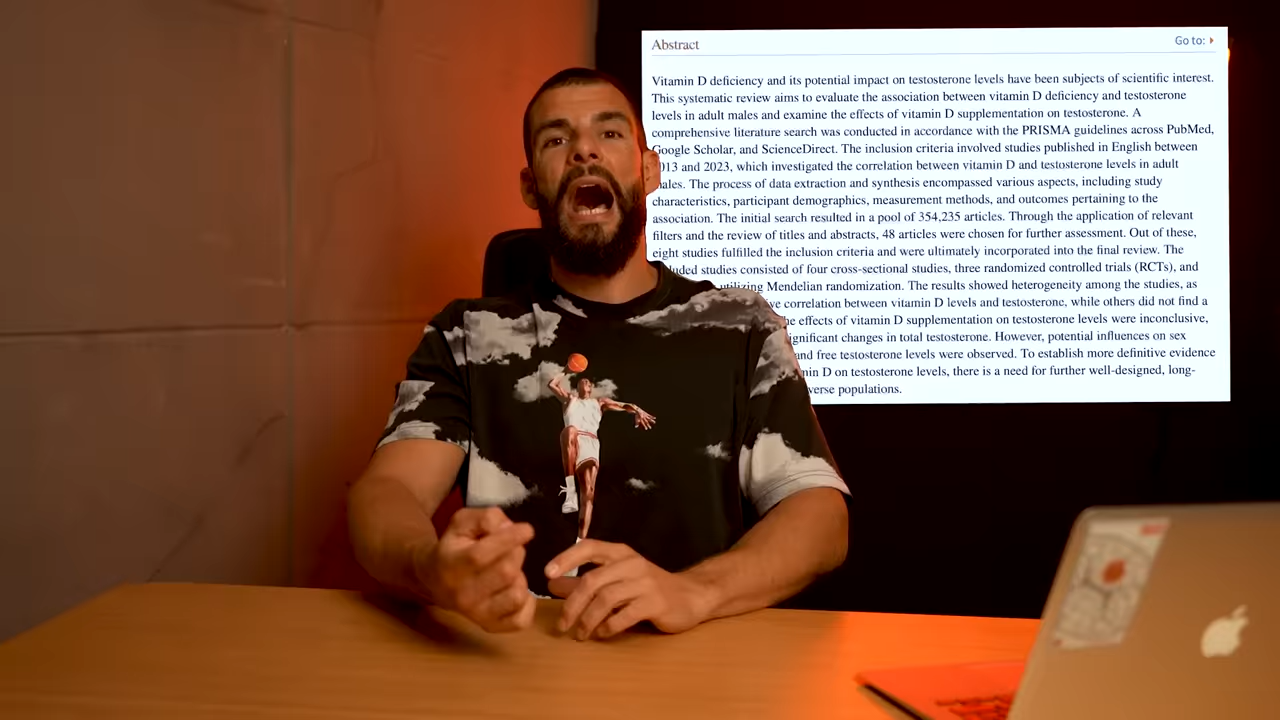 Abstract
Go to:
Vitamin D deficiency and its potential impact on testosterone levels have been subjects of scientific interest.
This systematic review aims to evaluate the association between vitamin D deficiency and testosterone
levels in adult males and examine the effects of vitamin D supplementation on testosterone. A
comprehensive literature search was conducted in accordance with the PRISMA guidelines across PubMed,
Google Scholar, and ScienceDirect. The inclusion criteria involved studies published in English between
013 and 2023, which investigated the correlation between vitamin D and testosterone levels in adult
males. The process of data extraction and synthesis encompassed various aspects, including study
characteristics, participant demographics, measurement methods, and outcomes pertaining to the
association. The initial search resulted in a pool of 354,235 articles. Through the application of relevant
filters and the review of titles and abstracts, 48 articles were chosen for further assessment. Out of these,
eight studies fulfilled the inclusion criteria and were ultimately incorporated into the final review. The
studies consisted of four cross-sectional studies, three randomized controlled trials (RCTs), and
utilizing Mendelian randomization. The results showed heterogeneity among the studies, as
correlation between vitamin D levels and testosterone, while others did not find a
effects of vitamin D supplementation on testosterone levels were inconclusive,
significant changes in total testosterone. However, potential influences on sex
and free testosterone levels were observed. To establish more definitive evidence
D on testosterone levels, there is a need for further well-designed, long-
populations.